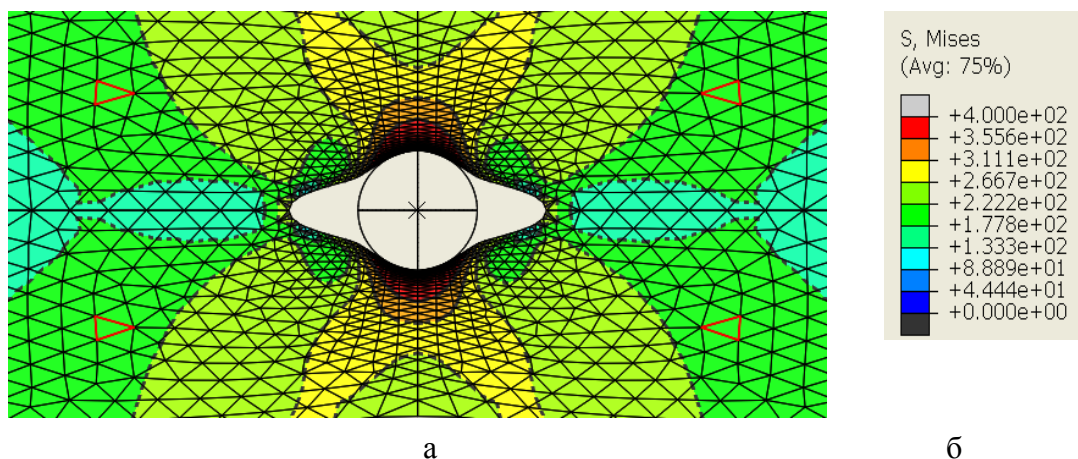 S, Mises
(Avg: 75%)
+4.000e+02
+3.556e+02
+3.111e+02
+2.667e+02
+2.222e+02
+1.778e+02
+1.333e+02
+8.889e+01
+4.444e+01
+0.000e+00
а
б